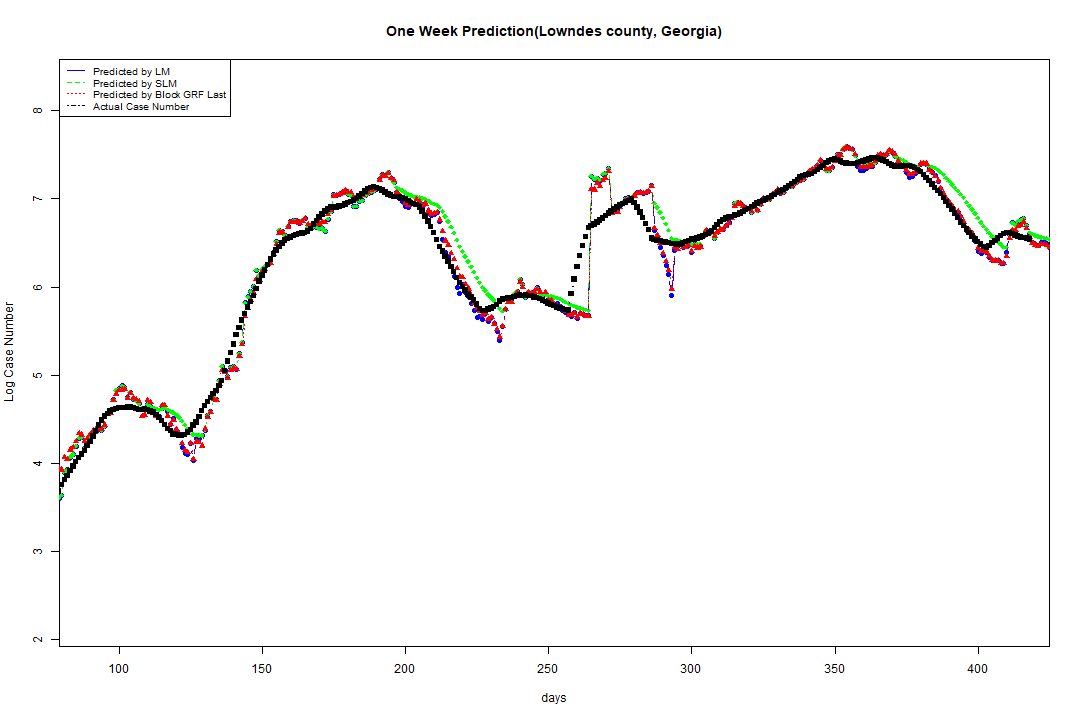 One Week Prediction(Lowndes county, Georgia)
Predicted by LM
Predicted by SLM
Predicted by Block GRF Last
Actual Case Number
8
7
6
5
4
3
2
Log Case Number
100 150 200 250 300 350 400
days